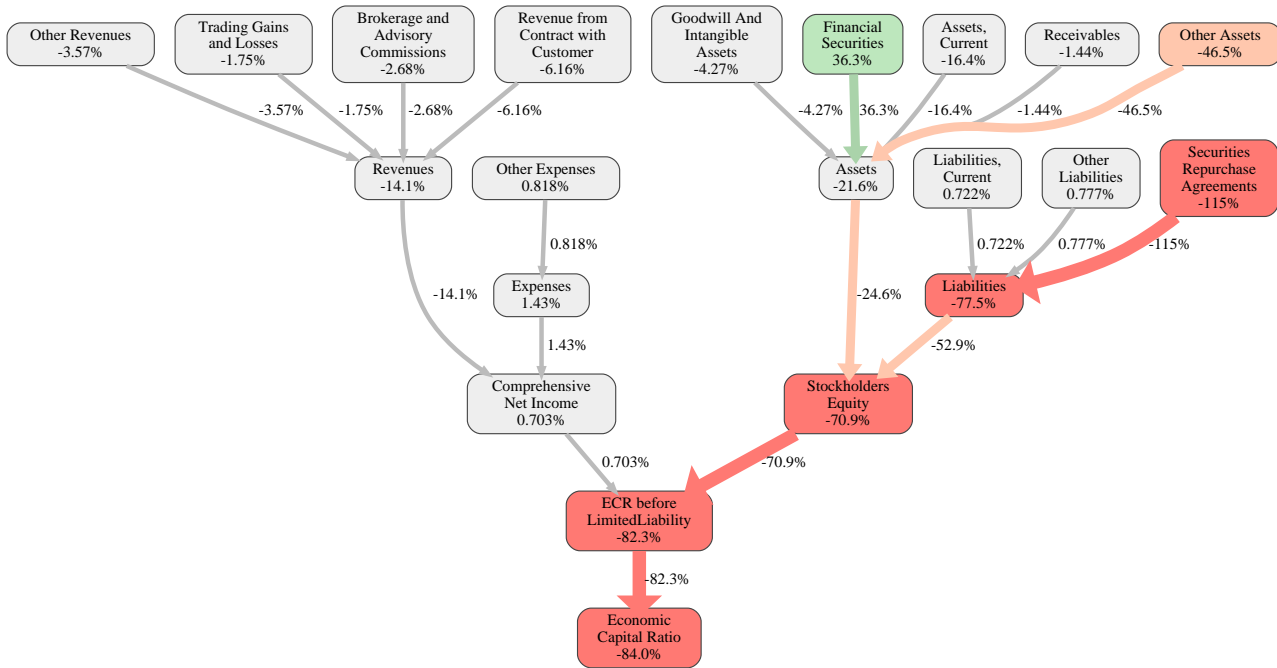 Other Revenues
-3.57%
Trading Gains
and Losses
-1.75%
Brokerage and
Advisory
Commissions
-2.68%
Revenue from
Contract with
Customer
-6.16%
Goodwill And
Intangible
Assets
-4.27%
Financial
Securities
36.3%
Assets,
Current
-16.4%
Receivables
-1.44%
Other Assets
-46.5%
-3.57%
-1.75%
-2.68%
-6.16%
-4.27%
36.3%
-16.4%
-1.44%
-46.5%
Revenues
-14.1%
Other Expenses
0.818%
Assets
-21.6%
Liabilities,
Current
0.722%
Other
Liabilities
0.777%
Securities
Repurchase
Agreements
-115%
0.818%
0.722%
0.777%
-115%
-14.1%
Expenses
1.43%
-24.6%
Liabilities
-77.5%
1.43%
-52.9%
Comprehensive
Net Income
0.703%
Stockholders
Equity
-70.9%
0.703%
-70.9%
ECR before
LimitedLiability
-82.3%
-82.3%
Economic
Capital Ratio
-84.0%